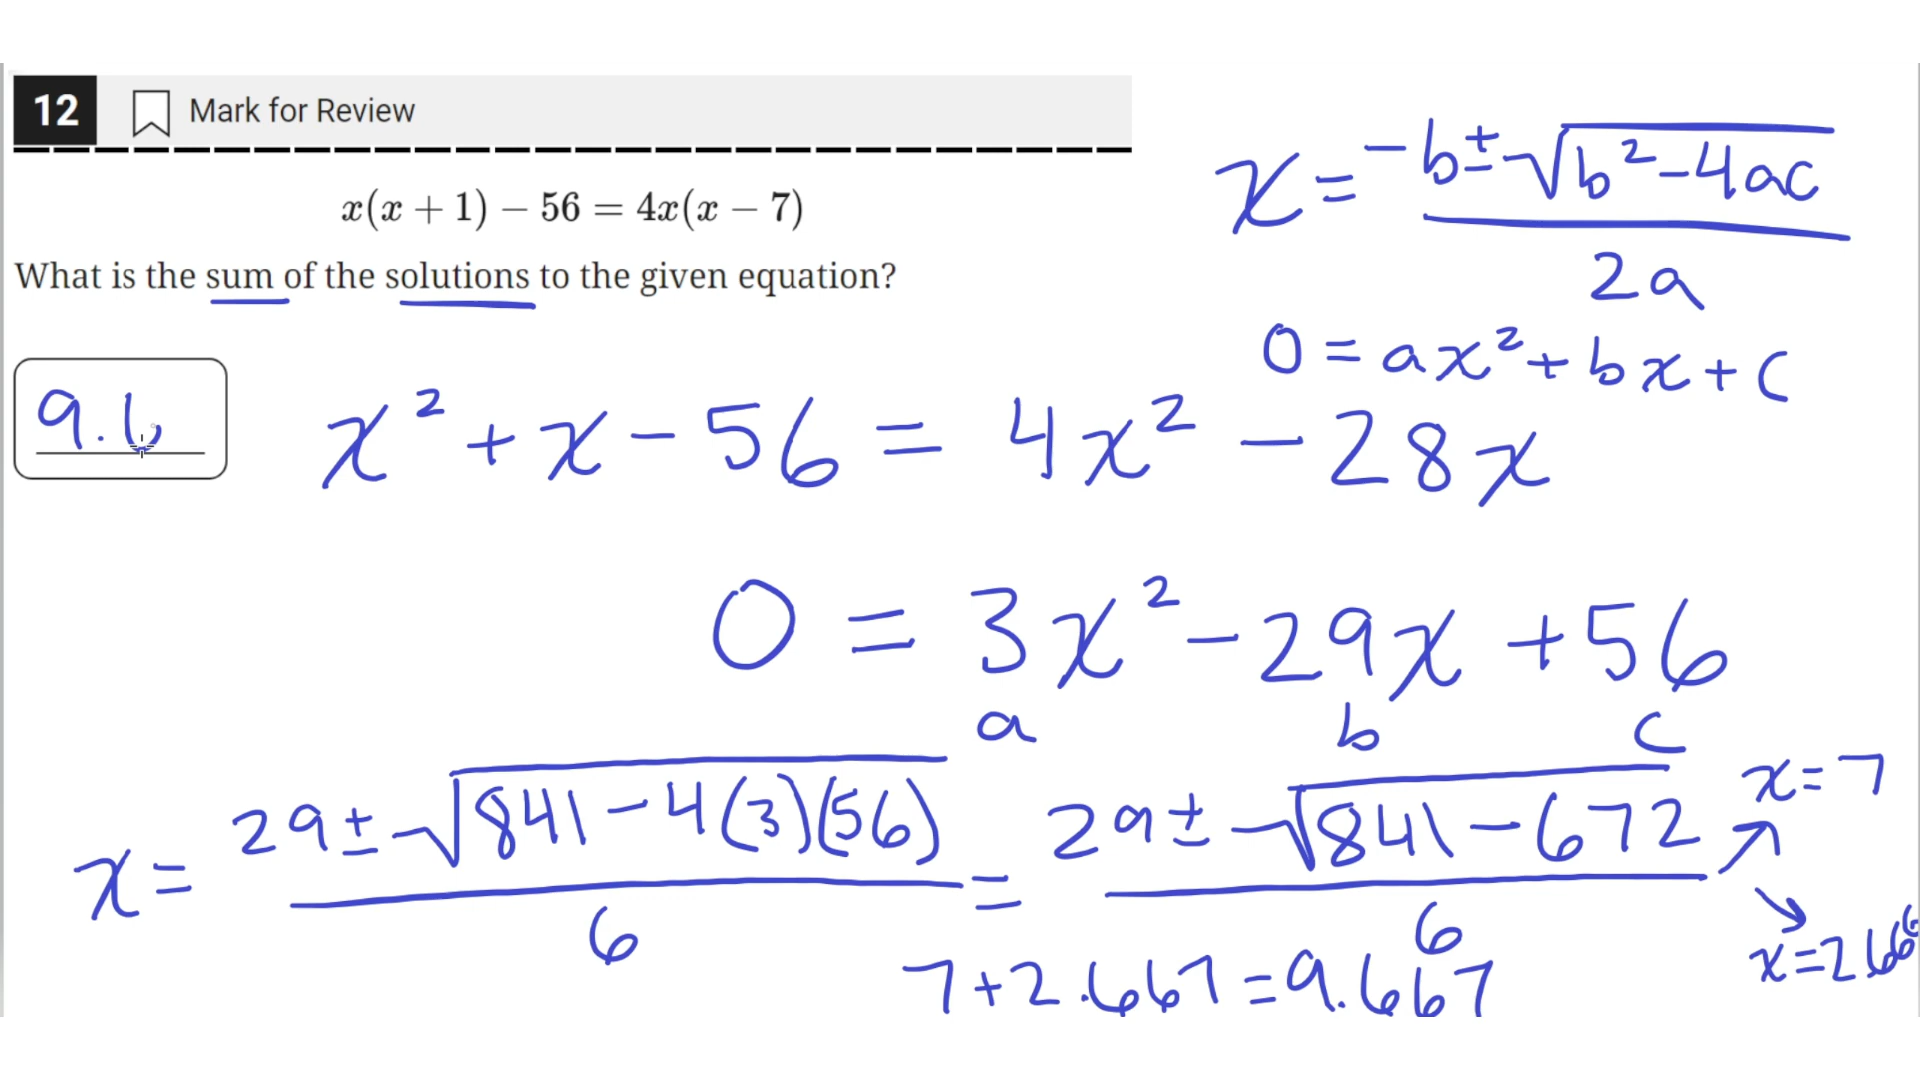 12 Mark for Review
x(x + 1) − 56 = 4x(x − 7)
What is the sum of the solutions to the given equation?
9.6
x = -b ± √(b² - 4ac) / 2a
0 = ax² + bx + c
x² + x - 56 = 4x² - 28x
0 = 3x² - 29x + 56
a b c
x = 29 ± √(841 - 4(3)(56)) / 6 = 29 ± √(841 - 672) / 6
x = 7
x = 2.666
7 + 2.667 = 9.667